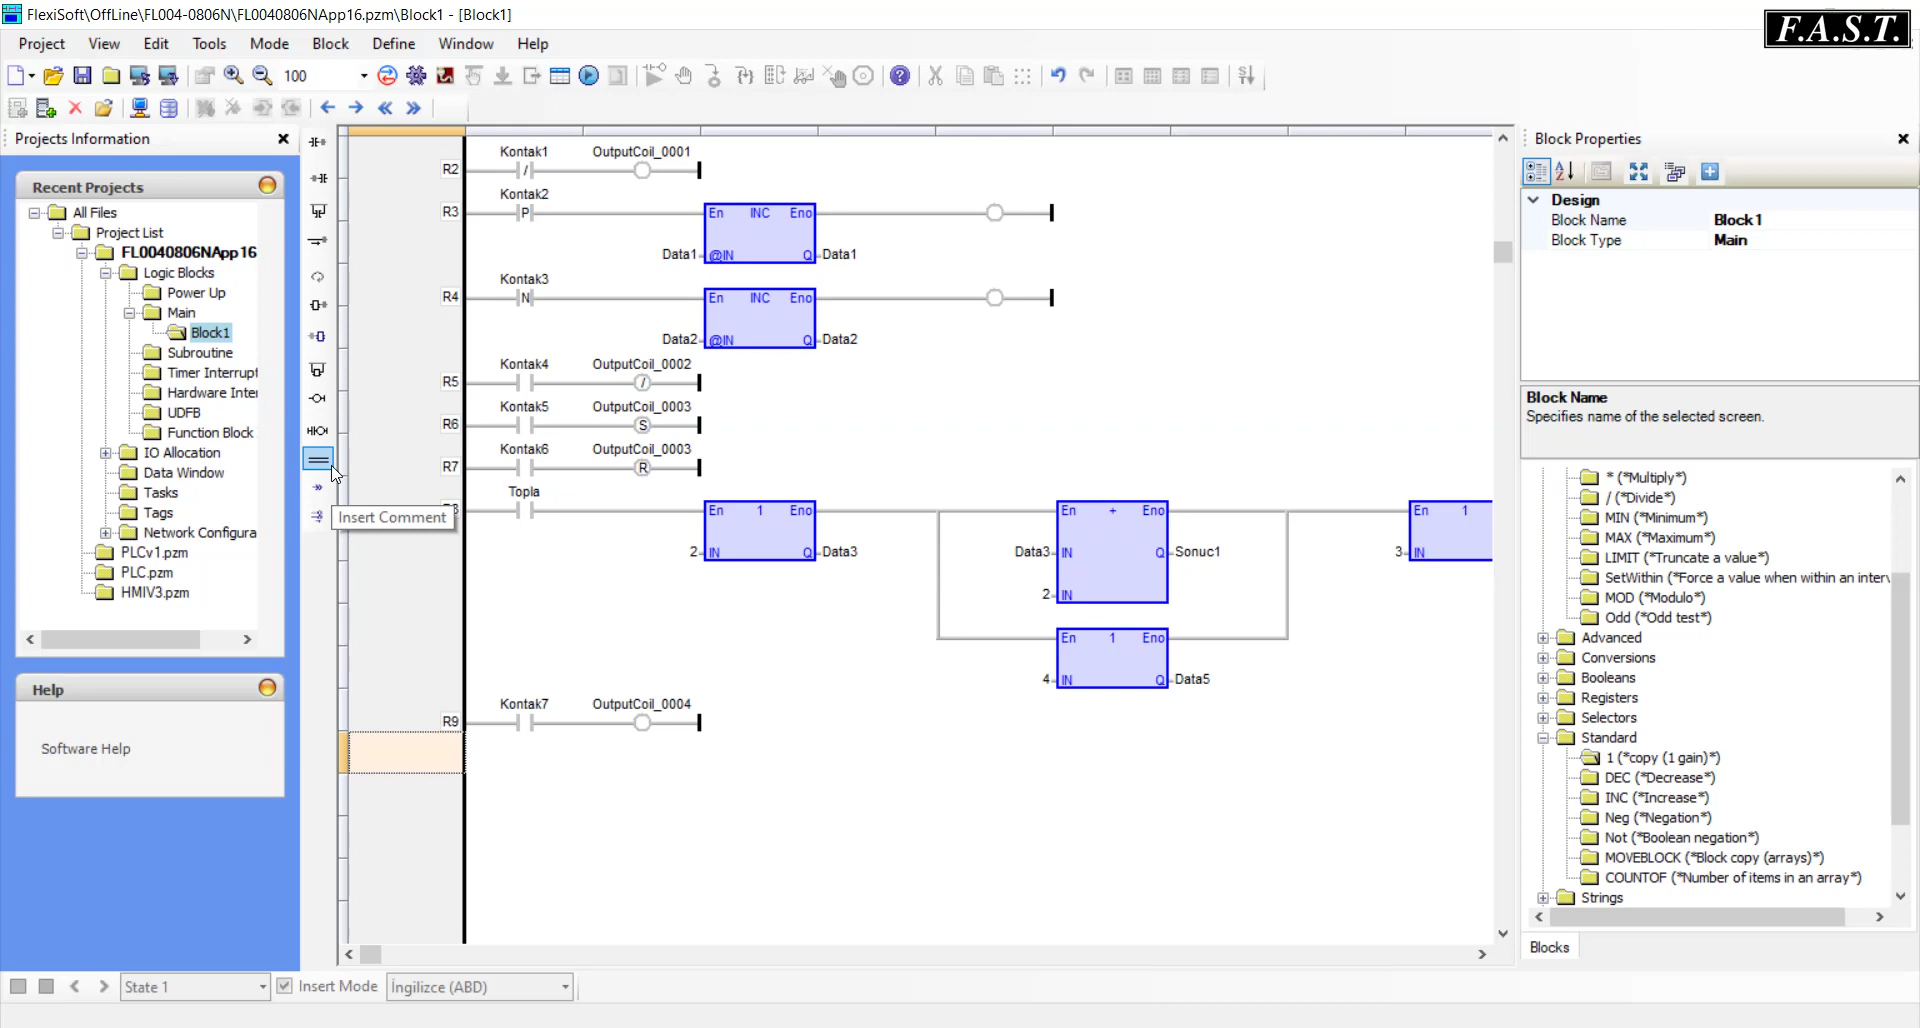 FlexiSoft\OffLine\FL004-0806N\FL0040806NApp16.pzm\Block1 - [Block1]
F.A.S.T.
Project View Edit Tools Mode Block Define Window Help
100
Projects Information
Recent Projects
All Files
Project List
FL0040806NApp16
Logic Blocks
Power Up
Main
Block1
Subroutine
Timer Interrupt
Hardware Inte
UDFB
Function Block
IO Allocation
Data Window
Tasks
Tags
Network Configura
PLCv1.pzm
PLC.pzm
HMIV3.pzm
Help
Software Help
Insert Comment
Kontak1 OutputCoil_0001
R2 /
Kontak2
R3 P En INC Eno
Data1 @IN Q Data1
Kontak3
R4 N En INC Eno
Data2 @IN Q Data2
Kontak4 OutputCoil_0002
R5 /
Kontak5 OutputCoil_0003
R6 S
Kontak6 OutputCoil_0003
R7 R
Topla
En 1 Eno En + Eno En 1
2 IN Q Data3 Data3 IN Q Sonuc1 3 IN
2 IN
En 1 Eno
4 IN Q Data5
Kontak7 OutputCoil_0004
R9
Block Properties
Design
Block Name Block1
Block Type Main
Block Name
Specifies name of the selected screen.
* (*Multiply*)
/ (*Divide*)
MIN (*Minimum*)
MAX (*Maximum*)
LIMIT (*Truncate a value*)
SetWithin (*Force a value when within an interv
MOD (*Modulo*)
Odd (*Odd test*)
Advanced
Conversions
Booleans
Registers
Selectors
Standard
1 (*copy (1 gain)*)
DEC (*Decrease*)
INC (*Increase*)
Neg (*Negation*)
Not (*Boolean negation*)
MOVEBLOCK (*Block copy (arrays)*)
COUNTOF (*Number of items in an array*)
Strings
Blocks
State 1 Insert Mode İngilizce (ABD)